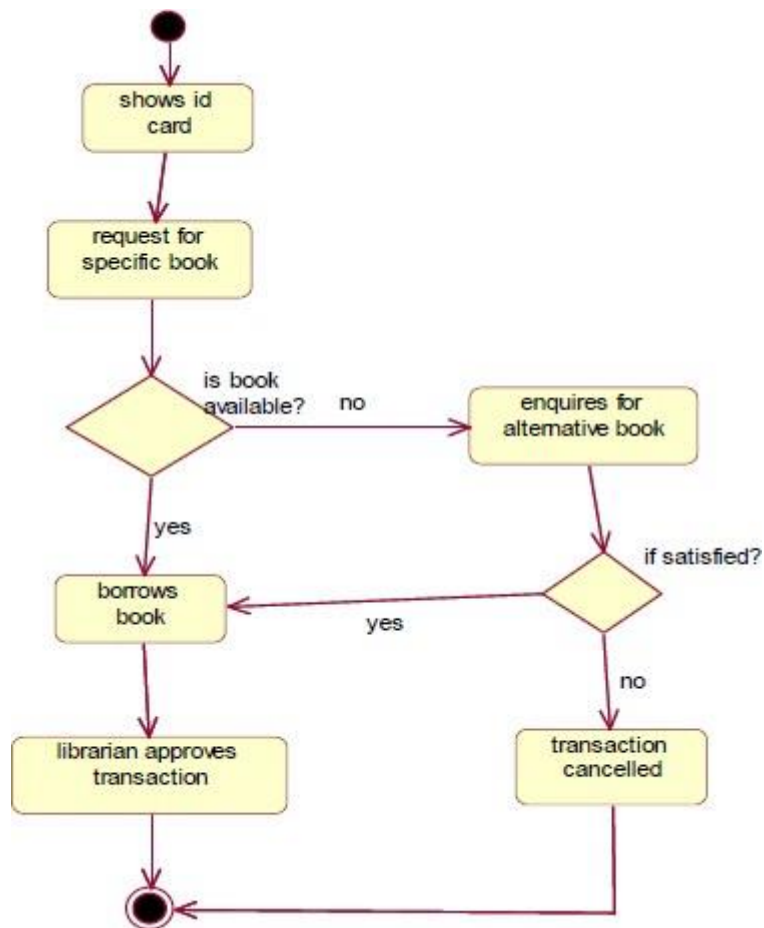 shows id
card
request for
specific book
is book
available?
no
enquires for
alternative book
yes
if satisfied?
borrows
book
yes
no
librarian approves
transaction
transaction
cancelled